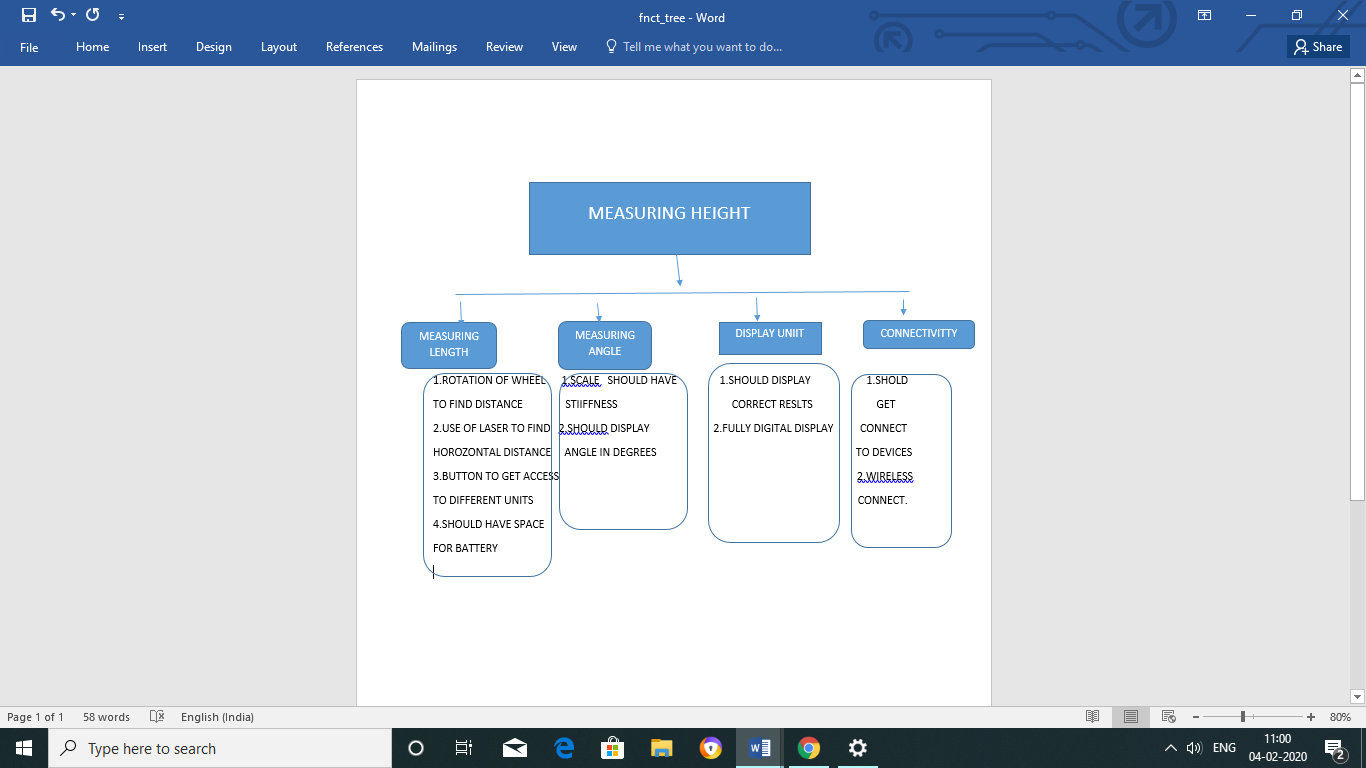 fnct_tree - Word
File
Home
Insert
Design
Layout
References
Mailings
Review
View
Tell me what you want to do...
Share
MEASURING HEIGHT
MEASURING
LENGTH
1.ROTATION OF WHEEL
TO FIND DISTANCE
2.USE OF LASER TO FIND
HOROZONTAL DISTANCE
3.BUTTON TO GET ACCESS
TO DIFFERENT UNITS
4.SHOULD HAVE SPACE
FOR BATTERY
MEASURING
ANGLE
1.SCALE SHOULD HAVE
STIIFFNESS
2.SHOULD DISPLAY
ANGLE IN DEGREES
DISPLAY UNIIT
1.SHOULD DISPLAY
CORRECT RESLTS
2.FULLY DIGITAL DISPLAY
CONNECTIVITTY
1.SHOLD
GET
CONNECT
TO DEVICES
2.WIRELESS
CONNECT.
Page 1 of 1
58 words
English (India)
80%
Type here to search
ENG
11:00
04-02-2020
2